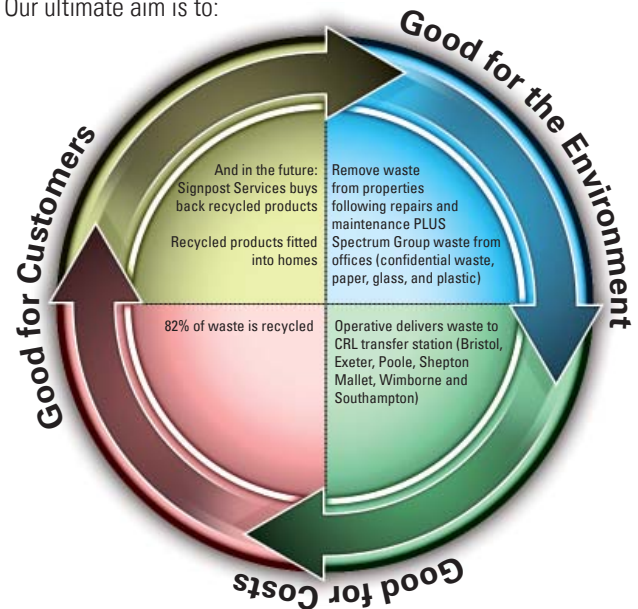 Our ultimate aim is to:
Good for the Environment
Good for Customers
And in the future:
Signpost Services buys
back recycled products
Recycled products fitted
into homes
Remove waste
from properties
following repairs and
maintenance PLUS
Spectrum Group waste from
offices (confidential waste,
paper, glass, and plastic)
82% of waste is recycled
Operative delivers waste to
CRL transfer station (Bristol,
Exeter, Poole, Shepton
Mallet, Wimborne and
Southampton)
Good for Costs